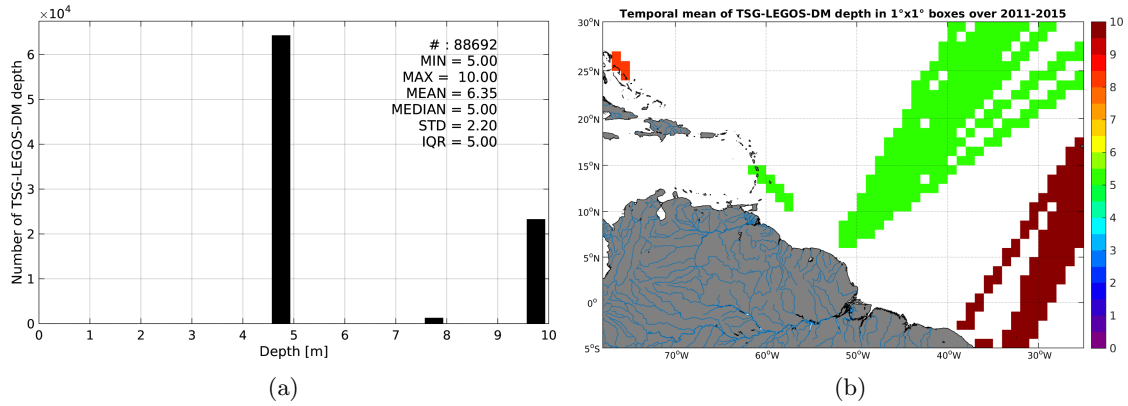 ×10⁴
# : 88692
MIN = 5.00
MAX = 10.00
MEAN = 6.35
MEDIAN = 5.00
STD = 2.20
IQR = 5.00
Number of TSG-LEGOS-DM depth
6
5
4
3
2
1
0
0 1 2 3 4 5 6 7 8 9 10
Depth [m]
(a)
Temporal mean of TSG-LEGOS-DM depth in 1°x1° boxes over 2011-2015
30°N
25°N
20°N
15°N
10°N
5°N
0°
5°S
70°W 60°W 50°W 40°W 30°W
10
9
8
7
6
5
4
3
2
1
0
(b)